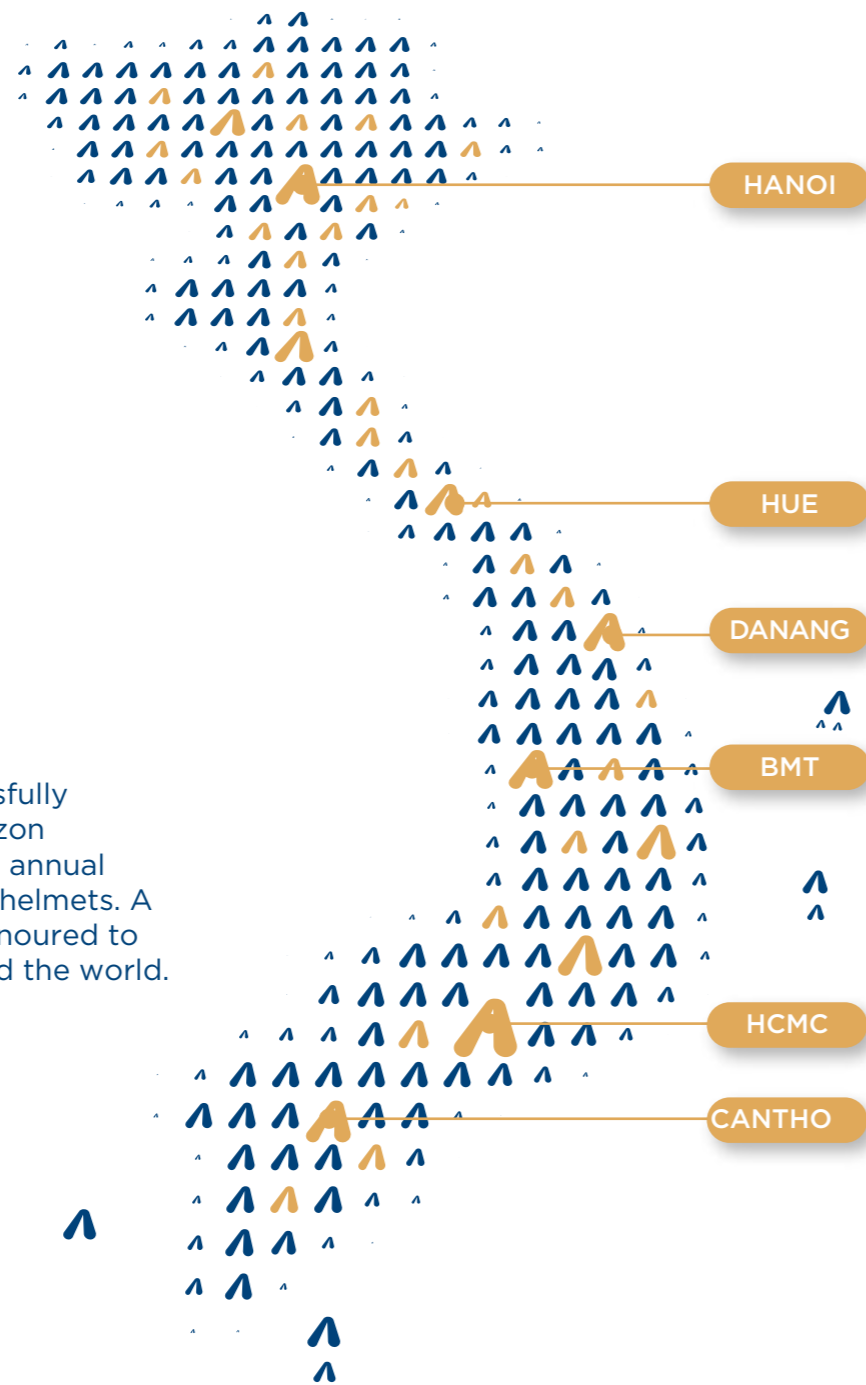 HANOI
HUE
DANANG
BMT
sfully
zon
annual
helmets. A
noured to
d the world.
HCMC
CANTHO